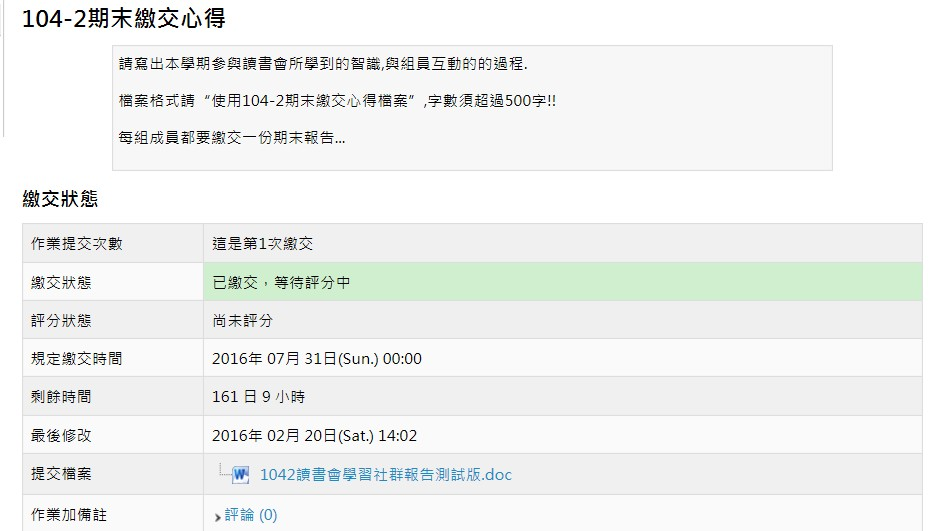 104-2期末繳交心得
請寫出本學期參與讀書會所學到的智識,與組員互動的的過程.
檔案格式請“使用104-2期末繳交心得檔案”,字數須超過500字!!
每組成員都要繳交一份期末報告...
繳交狀態
作業提交次數 這是第1次繳交
繳交狀態 已繳交，等待評分中
評分狀態 尚未評分
規定繳交時間 2016年 07月 31日(Sun.) 00:00
剩餘時間 161 日 9 小時
最後修改 2016年 02月 20日(Sat.) 14:02
提交檔案 1042讀書會學習社群報告測試版.doc
作業加備註 評論 (0)